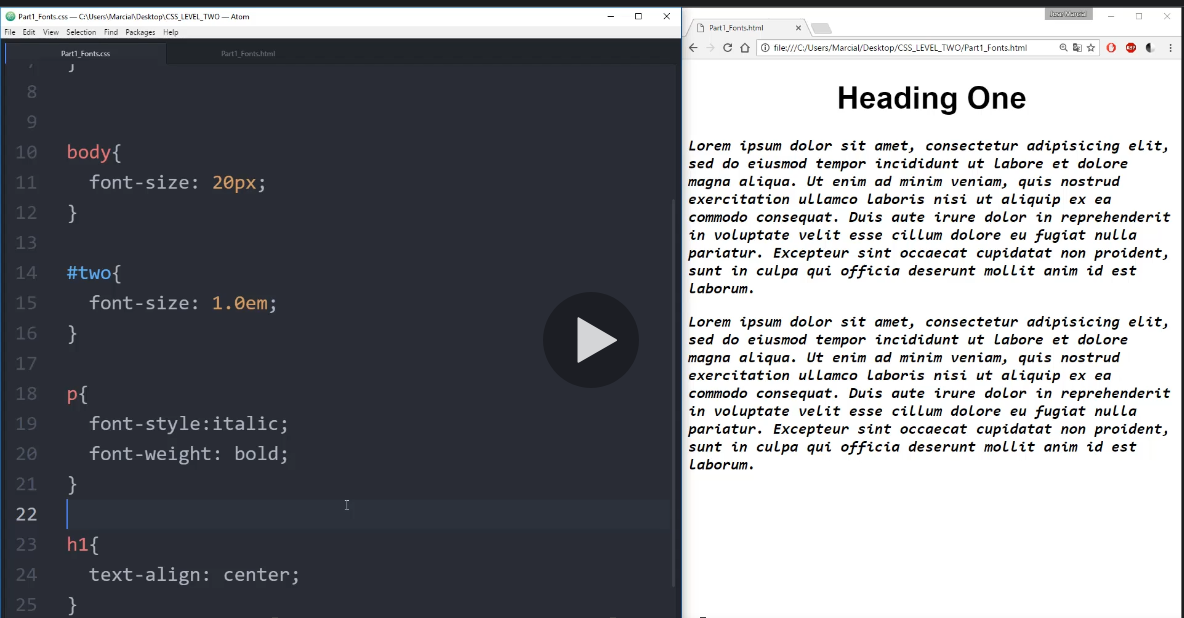 Part1_Fonts.css — C:\Users\Marcial\Desktop\CSS_LEVEL_TWO — Atom
File Edit View Selection Find Packages Help
Part1_Fonts.css
Part1_Fonts.html
7 }
8
9
10 body{
11 font-size: 20px;
12 }
13
14 #two{
15 font-size: 1.0em;
16 }
17
18 p{
19 font-style:italic;
20 font-weight: bold;
21 }
22
23 h1{
24 text-align: center;
25 }
Part1_Fonts.html
file:///C:/Users/Marcial/Desktop/CSS_LEVEL_TWO/Part1_Fonts.html
Heading One
Lorem ipsum dolor sit amet, consectetur adipisicing elit,
sed do eiusmod tempor incididunt ut labore et dolore
magna aliqua. Ut enim ad minim veniam, quis nostrud
exercitation ullamco laboris nisi ut aliquip ex ea
commodo consequat. Duis aute irure dolor in reprehenderit
in voluptate velit esse cillum dolore eu fugiat nulla
pariatur. Excepteur sint occaecat cupidatat non proident,
sunt in culpa qui officia deserunt mollit anim id est
laborum.
Lorem ipsum dolor sit amet, consectetur adipisicing elit,
sed do eiusmod tempor incididunt ut labore et dolore
magna aliqua. Ut enim ad minim veniam, quis nostrud
exercitation ullamco laboris nisi ut aliquip ex ea
commodo consequat. Duis aute irure dolor in reprehenderit
in voluptate velit esse cillum dolore eu fugiat nulla
pariatur. Excepteur sint occaecat cupidatat non proident,
sunt in culpa qui officia deserunt mollit anim id est
laborum.